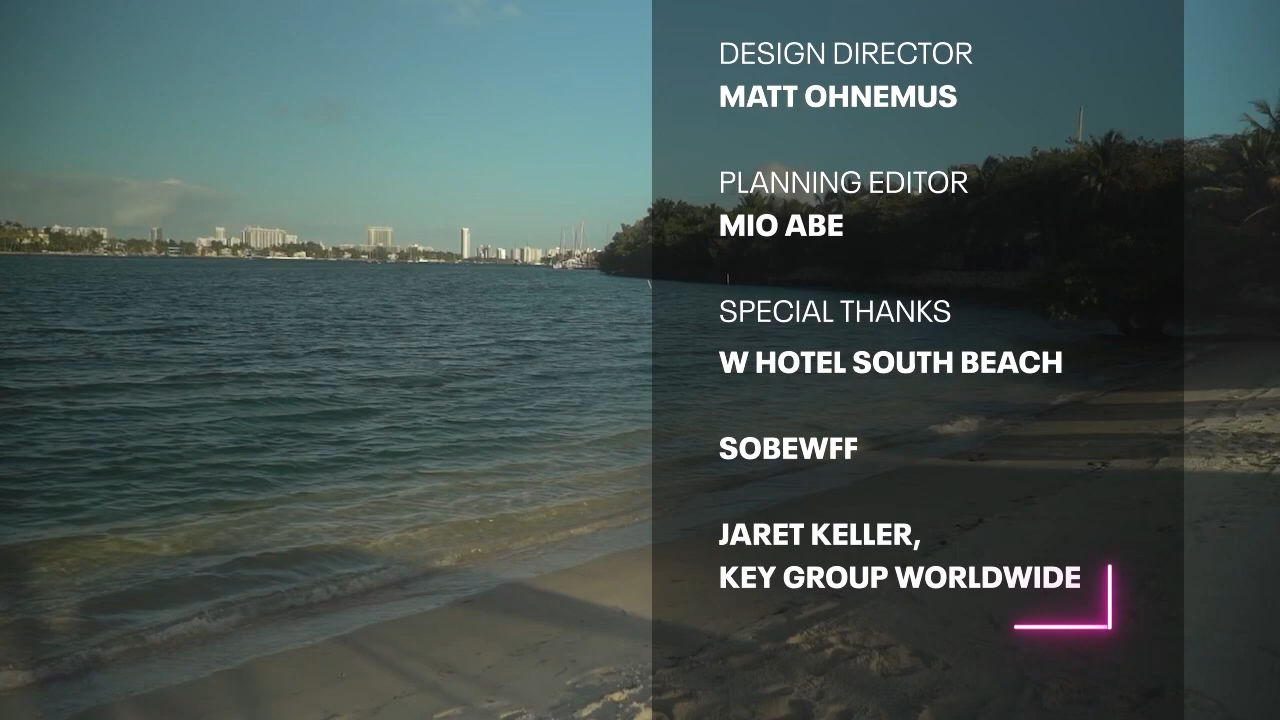 DESIGN DIRECTOR
MATT OHNEMUS
PLANNING EDITOR
MIO ABE
SPECIAL THANKS
W HOTEL SOUTH BEACH
SOBEWFF
JARET KELLER,
KEY GROUP WORLDWIDE